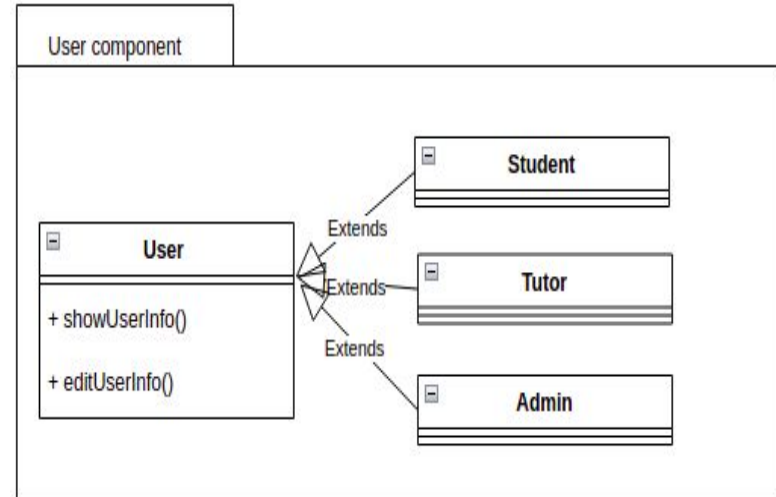 User component
User
+ showUserInfo()
+ editUserInfo()
Extends
Extends
Extends
Student
Tutor
Admin